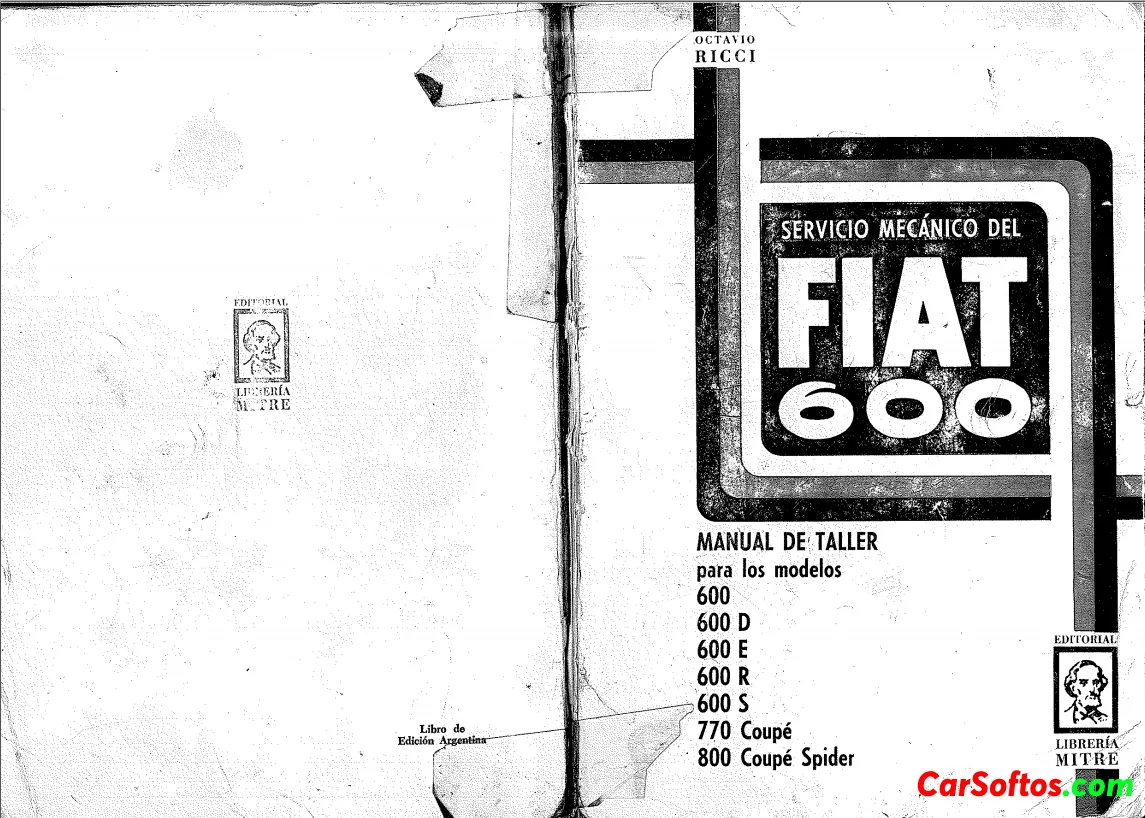 EDITORIAL
LIBRERÍA
MITRE
Libro de
Edición Argentina
OCTAVIO
RICCI
SERVICIO MECÁNICO DEL
FIAT
600
MANUAL DE TALLER
para los modelos
600
600 D
600 E
600 R
600 S
770 Coupé
800 Coupé Spider
EDITORIAL
LIBRERÍA
MITRE
CarSoftos.com